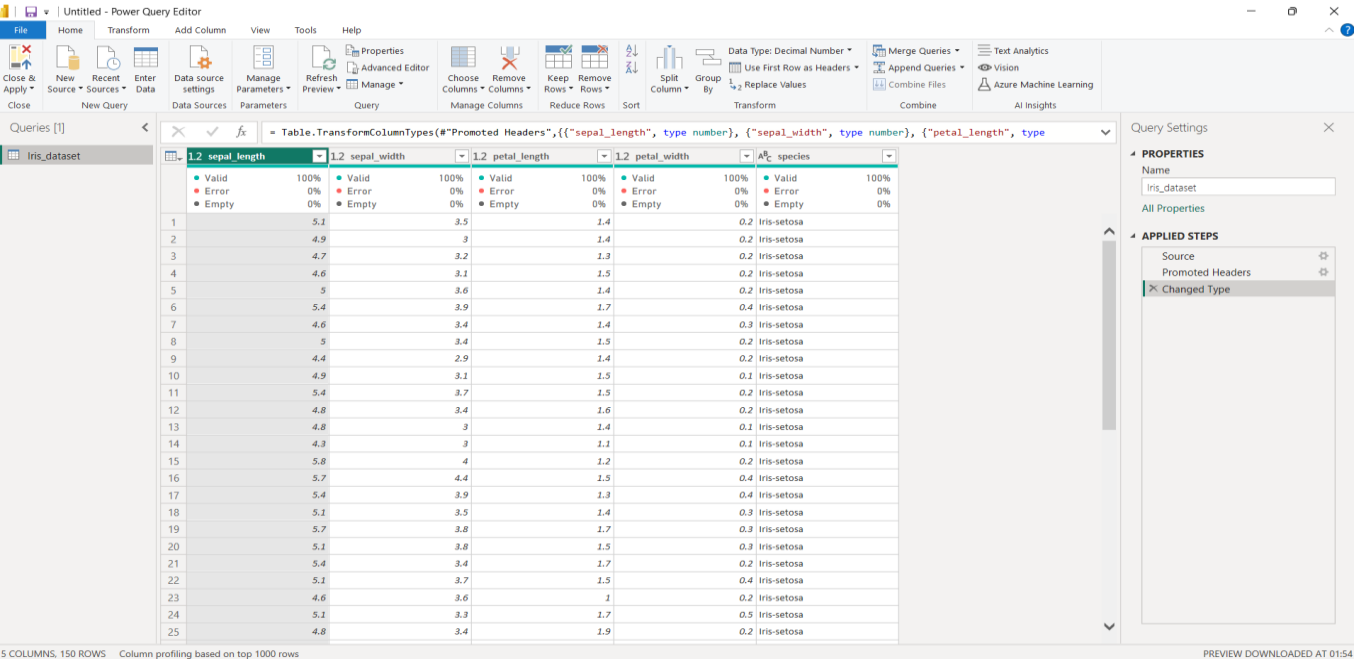 Untitled - Power Query Editor
File Home Transform Add Column View Tools Help
Close & Apply
New Source
Recent Sources
Enter Data
Data source settings
Manage Parameters
Refresh Preview
Properties
Advanced Editor
Manage
Choose Columns
Remove Columns
Keep Rows
Remove Rows
Split Column
Group By
Data Type: Decimal Number
Use First Row as Headers
Replace Values
Merge Queries
Append Queries
Combine Files
Text Analytics
Vision
Azure Machine Learning
Close New Query Data Sources Parameters Query Manage Columns Reduce Rows Sort Transform Combine AI Insights
Queries [1]
Iris_dataset
fx = Table.TransformColumnTypes(#"Promoted Headers",{{"sepal_length", type number}, {"sepal_width", type number}, {"petal_length", type
1.2 sepal_length 1.2 sepal_width 1.2 petal_length 1.2 petal_width ABC species
Valid 100% Valid 100% Valid 100% Valid 100% Valid 100%
Error 0% Error 0% Error 0% Error 0% Error 0%
Empty 0% Empty 0% Empty 0% Empty 0% Empty 0%
1 5.1 3.5 1.4 0.2 Iris-setosa
2 4.9 3 1.4 0.2 Iris-setosa
3 4.7 3.2 1.3 0.2 Iris-setosa
4 4.6 3.1 1.5 0.2 Iris-setosa
5 5 3.6 1.4 0.2 Iris-setosa
6 5.4 3.9 1.7 0.4 Iris-setosa
7 4.6 3.4 1.4 0.3 Iris-setosa
8 5 3.4 1.5 0.2 Iris-setosa
9 4.4 2.9 1.4 0.2 Iris-setosa
10 4.9 3.1 1.5 0.1 Iris-setosa
11 5.4 3.7 1.5 0.2 Iris-setosa
12 4.8 3.4 1.6 0.2 Iris-setosa
13 4.8 3 1.4 0.1 Iris-setosa
14 4.3 3 1.1 0.1 Iris-setosa
15 5.8 4 1.2 0.2 Iris-setosa
16 5.7 4.4 1.5 0.4 Iris-setosa
17 5.4 3.9 1.3 0.4 Iris-setosa
18 5.1 3.5 1.4 0.3 Iris-setosa
19 5.7 3.8 1.7 0.3 Iris-setosa
20 5.1 3.8 1.5 0.3 Iris-setosa
21 5.4 3.4 1.7 0.2 Iris-setosa
22 5.1 3.7 1.5 0.4 Iris-setosa
23 4.6 3.6 1 0.2 Iris-setosa
24 5.1 3.3 1.7 0.5 Iris-setosa
25 4.8 3.4 1.9 0.2 Iris-setosa
Query Settings
PROPERTIES
Name
Iris_dataset
All Properties
APPLIED STEPS
Source
Promoted Headers
Changed Type
5 COLUMNS, 150 ROWS Column profiling based on top 1000 rows
PREVIEW DOWNLOADED AT 01:54